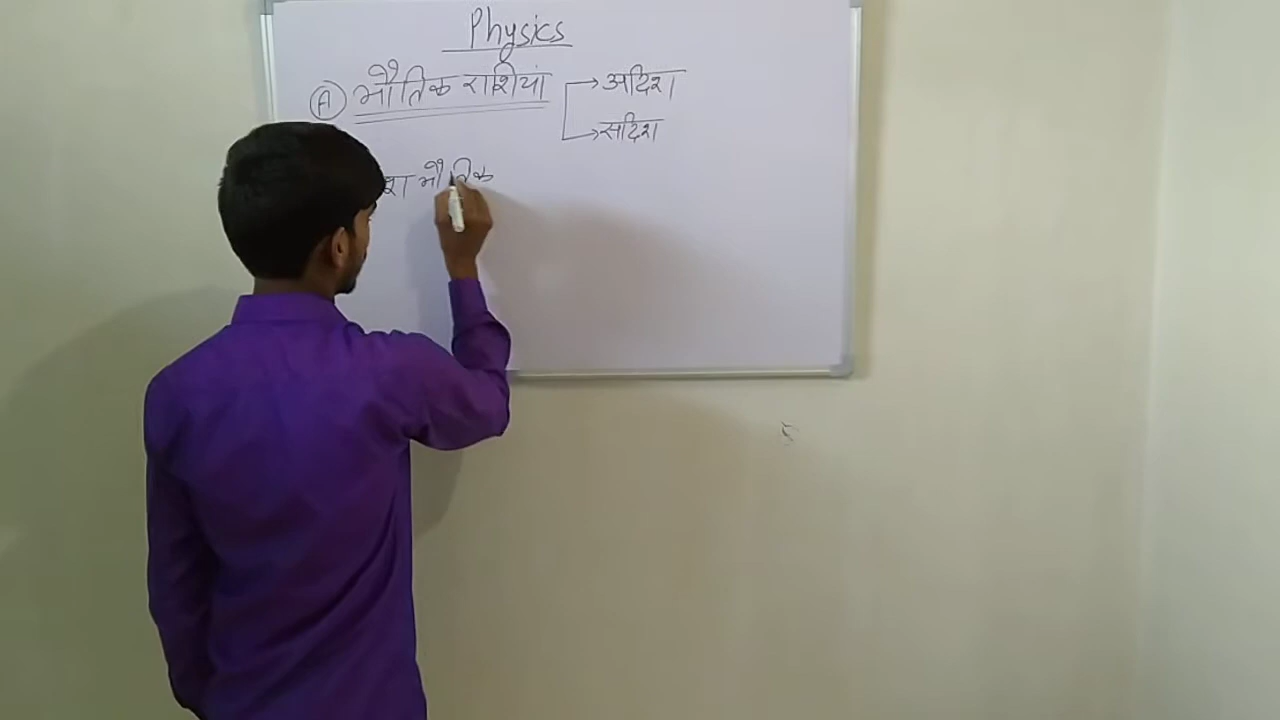 Physics
(A) भौतिक राशियां → अदिश
→ सदिश
भौतिक